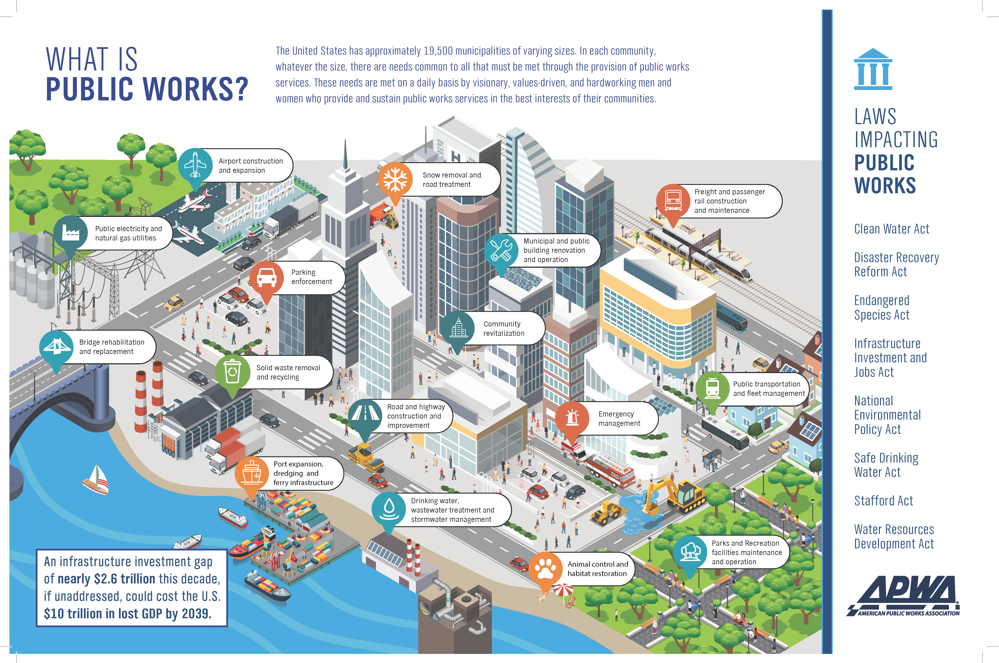 WHAT IS
PUBLIC WORKS?
The United States has approximately 19,500 municipalities of varying sizes. In each community,
whatever the size, there are needs common to all that must be met through the provision of public works
services. These needs are met on a daily basis by visionary, values-driven, and hardworking men and
women who provide and sustain public works services in the best interests of their communities.
H
Airport construction
and expansion
Snow removal and
road treatment
Freight and passenger
rail construction
and maintenance
Public electricity and
natural gas utilities
Municipal and public
building renovation
and operation
Parking
enforcement
Community
revitalization
Bridge rehabilitation
and replacement
Solid waste removal
and recycling
Public transportation
and fleet management
Road and highway
construction and
improvement
Emergency
management
Port expansion,
dredging and
ferry infrastructure
Drinking water,
wastewater treatment and
stormwater management
Parks and Recreation
facilities maintenance
and operation
Animal control and
habitat restoration
An infrastructure investment gap
of nearly $2.6 trillion this decade,
if unaddressed, could cost the U.S.
$10 trillion in lost GDP by 2039.
LAWS
IMPACTING
PUBLIC
WORKS
Clean Water Act
Disaster Recovery
Reform Act
Endangered
Species Act
Infrastructure
Investment and
Jobs Act
National
Environmental
Policy Act
Safe Drinking
Water Act
Stafford Act
Water Resources
Development Act
APWA®
AMERICAN PUBLIC WORKS ASSOCIATION